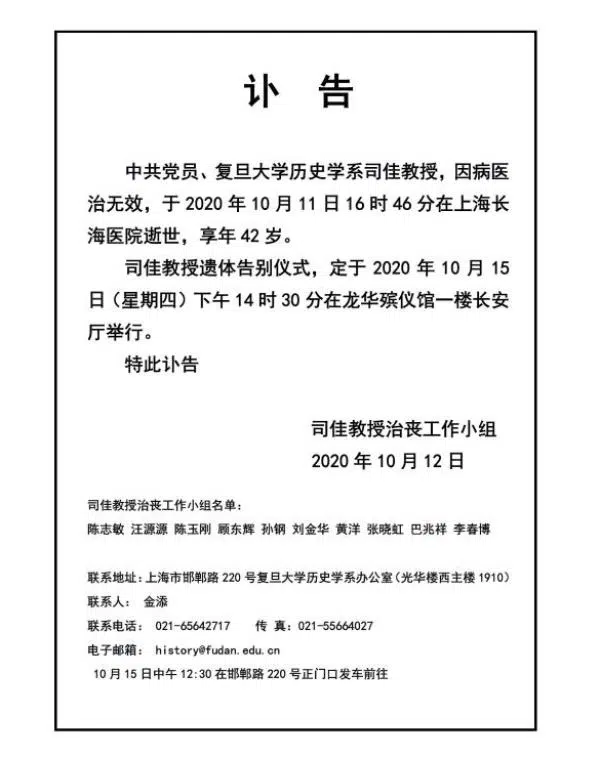 讣 告
中共党员、复旦大学历史学系司佳教授，因病医
治无效，于 2020 年 10 月 11 日 16 时 46 分在上海长
海医院逝世，享年 42 岁。
司佳教授遗体告别仪式，定于 2020 年 10 月 15
日（星期四）下午 14 时 30 分在龙华殡仪馆一楼长安
厅举行。
特此讣告
司佳教授治丧工作小组
2020 年 10 月 12 日
司佳教授治丧工作小组名单：
陈志敏 汪源源 陈玉刚 顾东辉 孙钢 刘金华 黄洋 张晓虹 巴兆祥 李春博
联系地址：上海市邯郸路 220 号复旦大学历史学系办公室（光华楼西主楼 1910）
联系人： 金添
联系电话： 021-65642717 传 真：021-55664027
电子邮箱： history@fudan.edu.cn
10 月 15 日中午 12:30 在邯郸路 220 号正门口发车前往